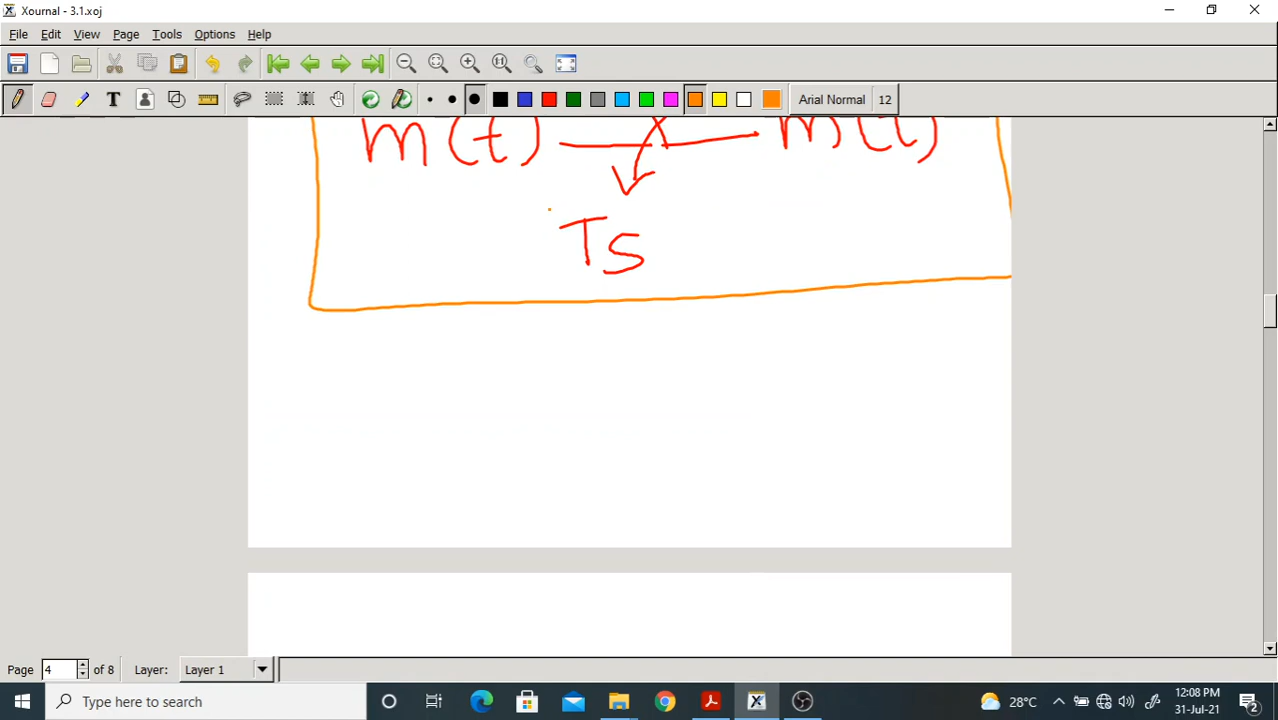 Xournal - 3.1.xoj
File Edit View Page Tools Options Help
Arial Normal 12
m(t) m(t)
Ts
Page 4 of 8 Layer: Layer 1
Type here to search
28°C
12:08 PM
31-Jul-21
2